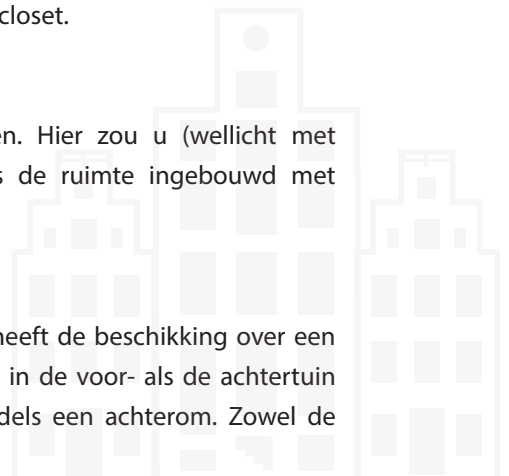 closet.
en. Hier zou u (wellicht met
s de ruimte ingebouwd met
heeft de beschikking over een
in de voor- als de achtertuin
dels een achterom. Zowel de